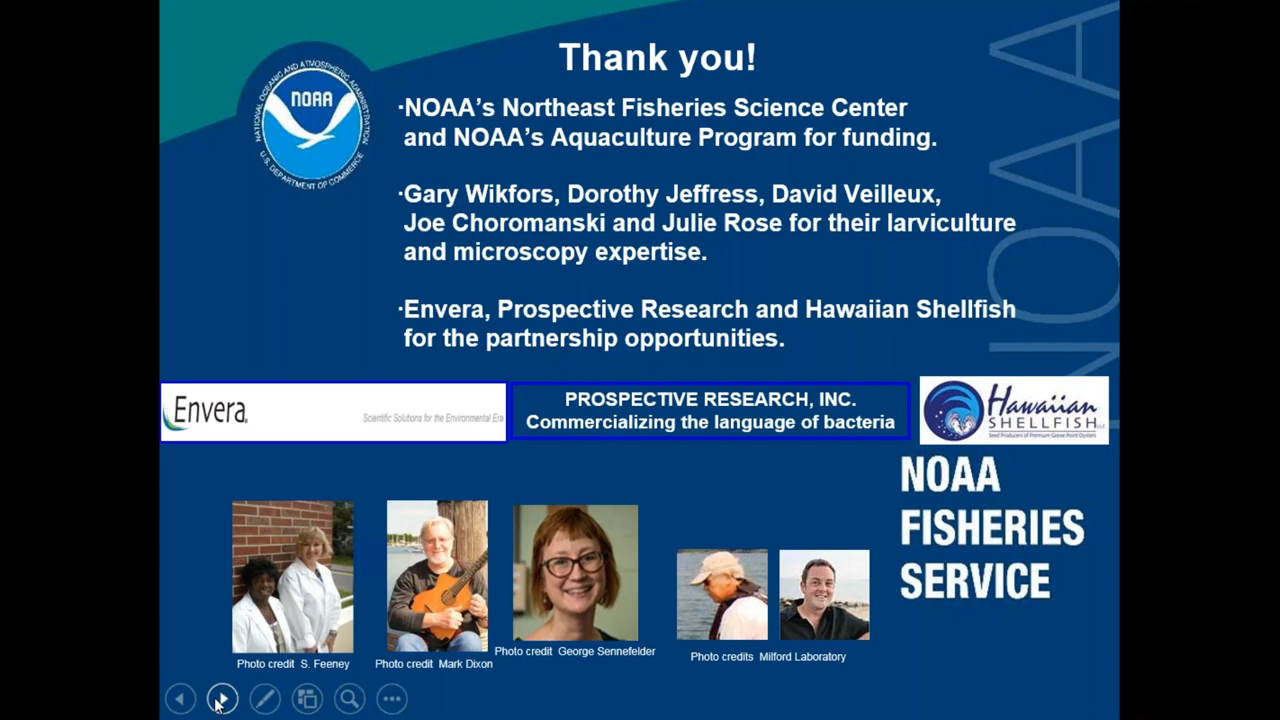 Thank you!
NATIONAL OCEANIC AND ATMOSPHERIC ADMINISTRATION
NOAA
U.S. DEPARTMENT OF COMMERCE
·NOAA's Northeast Fisheries Science Center
and NOAA's Aquaculture Program for funding.
·Gary Wikfors, Dorothy Jeffress, David Veilleux,
Joe Choromanski and Julie Rose for their larviculture
and microscopy expertise.
·Envera, Prospective Research and Hawaiian Shellfish
for the partnership opportunities.
NOAA
Envera.
Scientific Solutions for the Environmental Era
PROSPECTIVE RESEARCH, INC.
Commercializing the language of bacteria
Hawaiian
SHELLFISH LLC
Seed Producers of Premium Goose Point Oysters
NOAA
FISHERIES
SERVICE
Photo credit S. Feeney
Photo credit Mark Dixon
Photo credit George Sennefelder
Photo credits Milford Laboratory